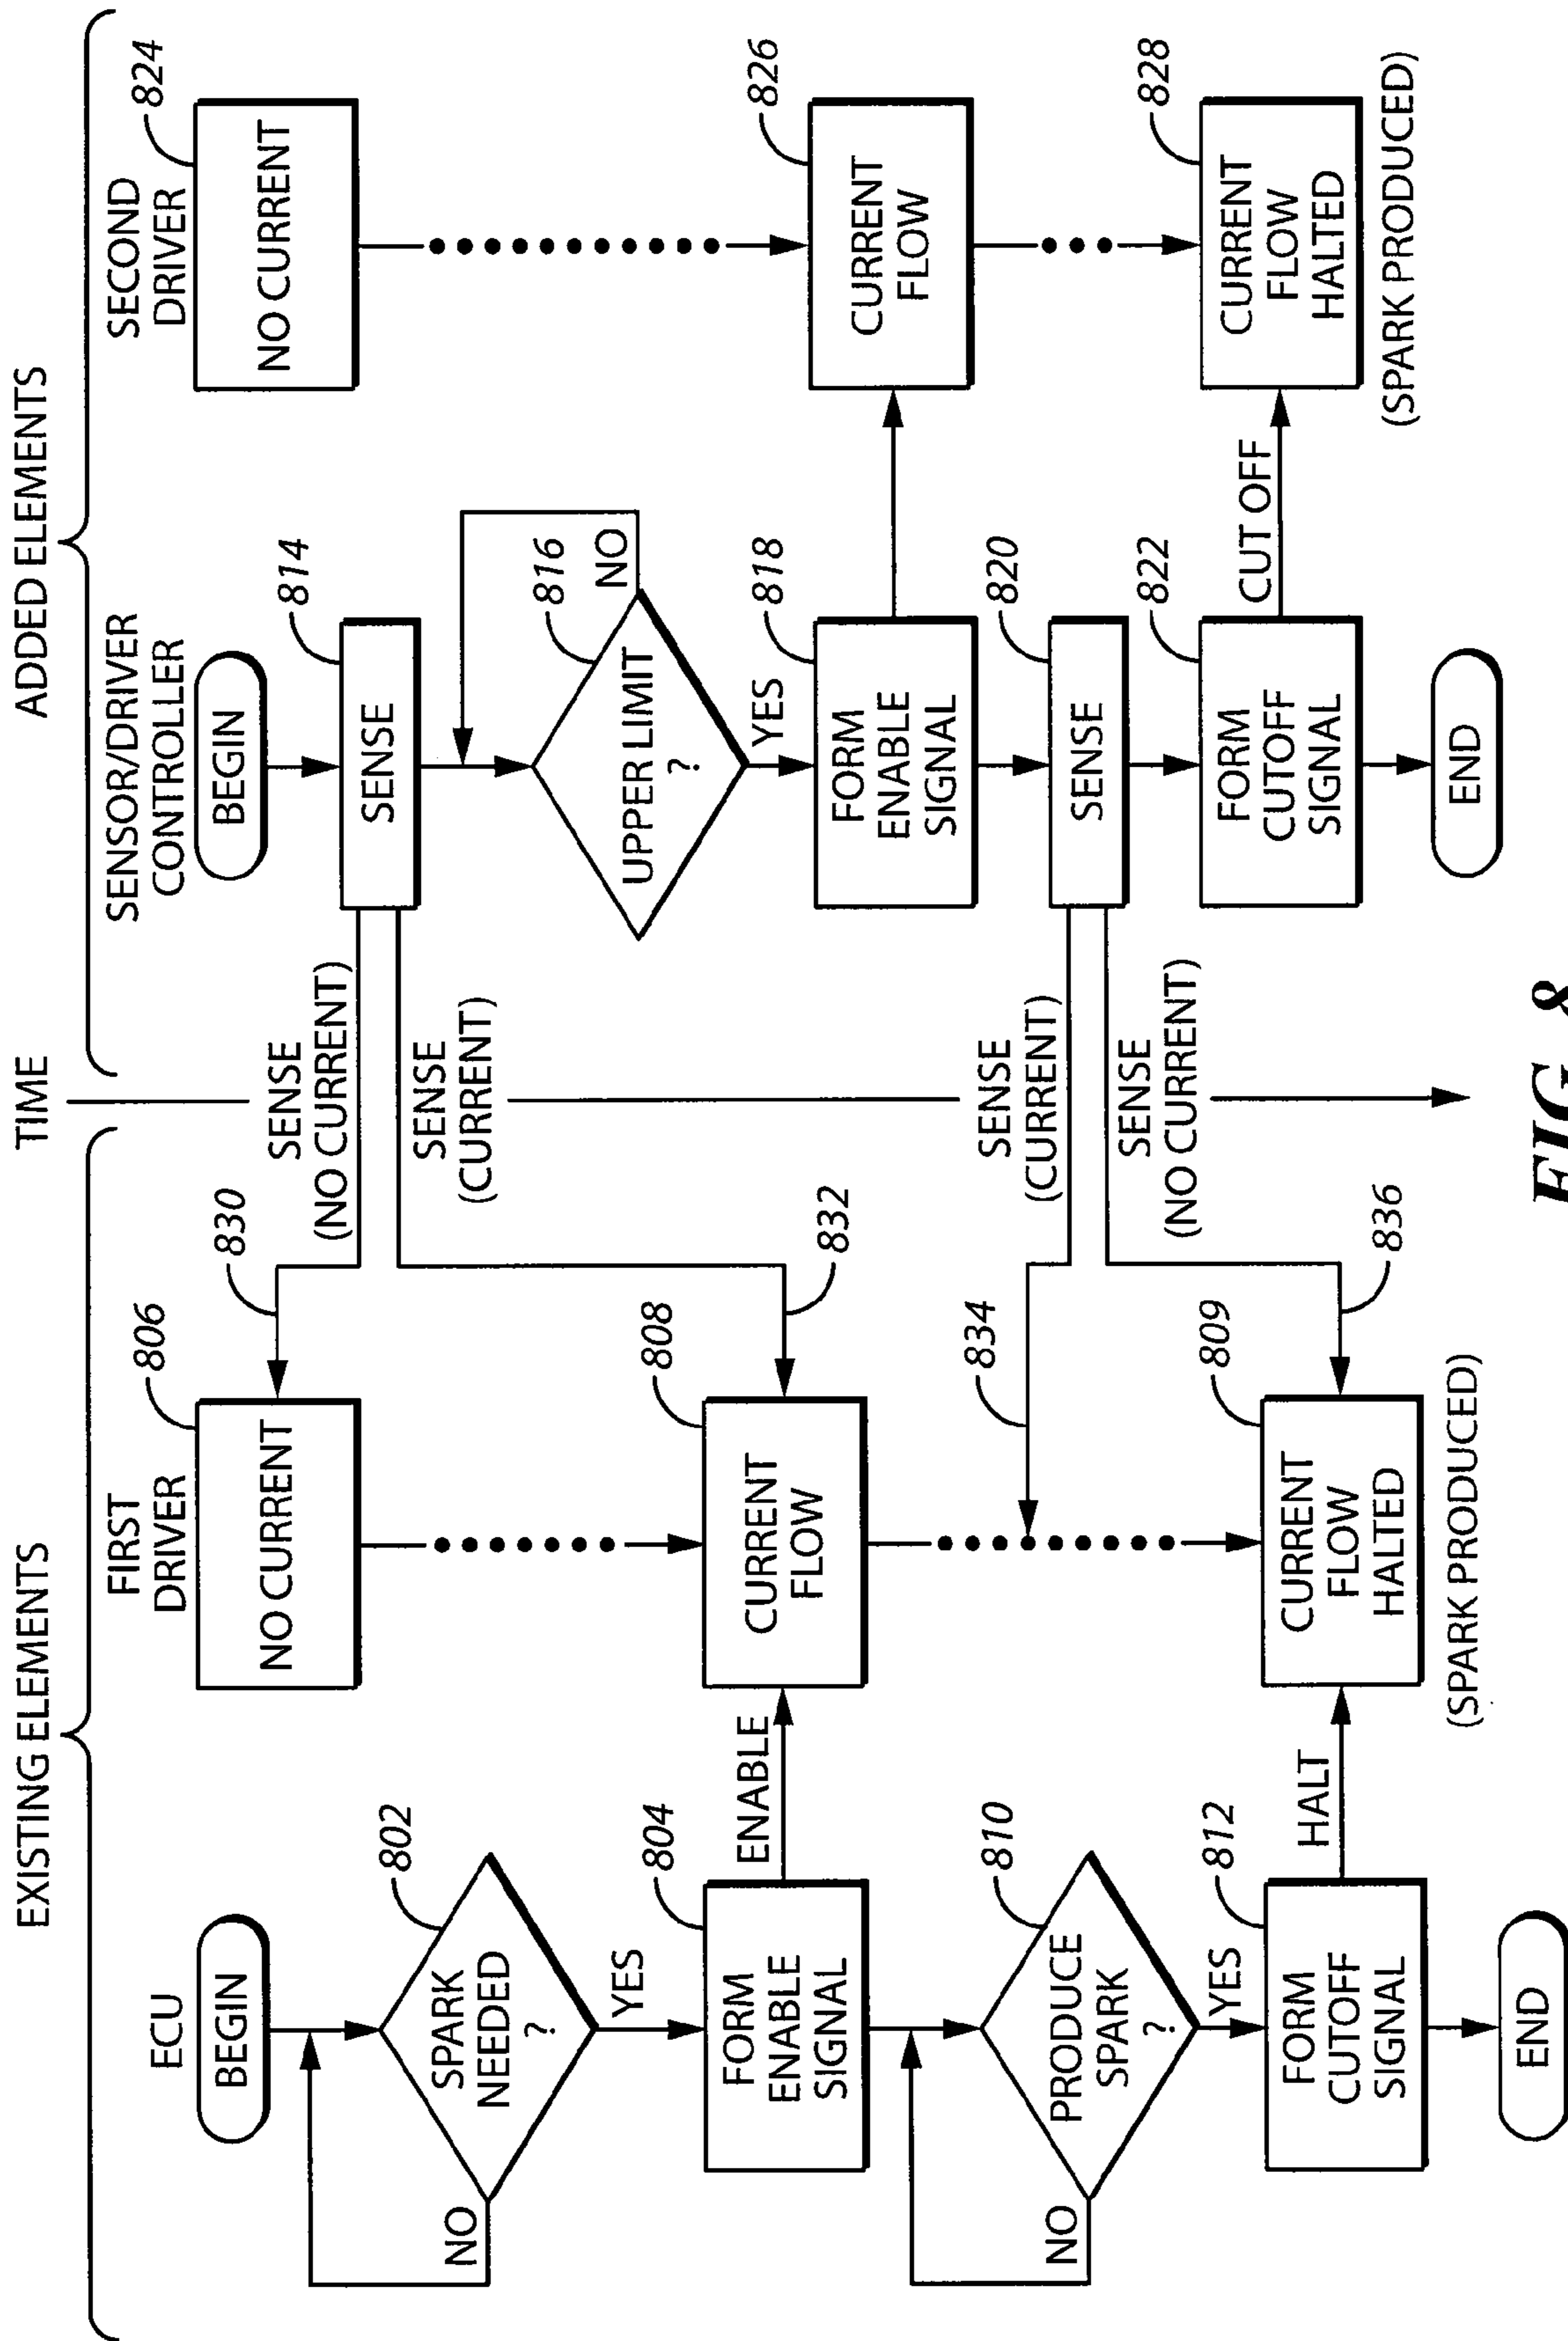 EXISTING ELEMENTS
TIME
ADDED ELEMENTS
ECU
FIRST
DRIVER
SENSOR/DRIVER
CONTROLLER
SECOND
DRIVER
BEGIN
802
SPARK
NEEDED
?
NO
YES
804
FORM
ENABLE
SIGNAL
ENABLE
810
PRODUCE
SPARK
?
NO
YES
812
FORM
CUTOFF
SIGNAL
HALT
END
806
NO CURRENT
830
808
CURRENT
FLOW
832
834
809
CURRENT
FLOW
HALTED
836
(SPARK PRODUCED)
SENSE
(NO CURRENT)
SENSE
(CURRENT)
SENSE
(CURRENT)
SENSE
(NO CURRENT)
BEGIN
814
SENSE
816
UPPER LIMIT
?
NO
YES
818
FORM
ENABLE
SIGNAL
820
SENSE
822
FORM
CUTOFF
SIGNAL
CUT OFF
END
824
NO CURRENT
826
CURRENT
FLOW
828
CURRENT
FLOW
HALTED
(SPARK PRODUCED)
FIG. 8